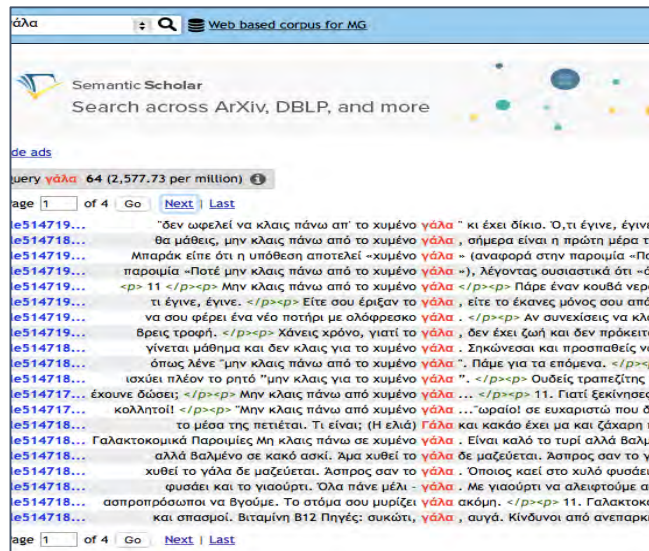 γάλα Web based corpus for MG
Semantic Scholar
Search across ArXiv, DBLP, and more
de ads
uery γάλα 64 (2,577.73 per million)
age 1 of 4 Go Next | Last
le514719... "δεν ωφελεί να κλαις πάνω απ' το χυμένο γάλα " κι έχει δίκιο. Ό,τι έγινε, έγινε
le514718... θα μάθεις, μην κλαις πάνω από το χυμένο γάλα , σήμερα είναι η πρώτη μέρα τ
le514719... Μπαράκ είπε ότι η υπόθεση αποτελεί «χυμένο γάλα » (αναφορά στην παροιμία «Πο
le514719... παροιμία «Ποτέ μην κλαις πάνω από το χυμένο γάλα »), λέγοντας ουσιαστικά ότι «ό
le514719... <p> 11 </p><p> Μην κλαις πάνω από το χυμένο γάλα </p><p> Πάρε έναν κουβά νερο
le514719... τι έγινε, έγινε. </p><p> Είτε σου έριξαν το γάλα , είτε το έκανες μόνος σου από
le514719... να σου φέρει ένα νέο ποτήρι με ολόφρεσκο γάλα . </p><p> Αν συνεχίσεις να κλα
le514719... βρεις τροφή. </p><p> Χάνεις χρόνο, γιατί το γάλα , δεν έχει ζωή και δεν πρόκειτα
le514718... γίνεται μάθημα και δεν κλαις για το χυμένο γάλα . Σηκώνεσαι και προσπαθείς να
le514718... όπως λένε "μην κλαις πάνω από το χυμένο γάλα ". Πάμε για τα επόμενα. </p><p
le514718... ισχύει πλέον το ρητό “μην κλαις για το χυμένο γάλα ”. </p><p> Ουδείς τραπεζίτης
le514717... έχουνε δώσει; </p><p> Μην κλαις πάνω από χυμένο γάλα ... </p><p> 11. Γιατί ξεκίνησες
le514717... κολλητοί! </p><p> "Μην κλαις πάνω από χυμένο γάλα ..."ωραίο! σε ευχαριστώ που δ
le514718... το μέσα της πετιέται. Τι είναι; (Η ελιά) Γάλα και κακάο έχει μα και ζάχαρη
le514718... Γαλακτοκομικά Παροιμίες Μη κλαις πάνω σε χυμένο γάλα . Είναι καλό το τυρί αλλά βαλμ
le514718... αλλά βαλμένο σε κακό ασκί. Άμα χυθεί το γάλα δε μαζεύεται. Άσπρος σαν το γ
le514718... χυθεί το γάλα δε μαζεύεται. Άσπρος σαν το γάλα . Όποιος καεί στο χυλό φυσάει
le514718... φυσάει και το γιαούρτι. Όλα πάνε μέλι - γάλα . Με γιαούρτι να αλειφτούμε α
le514718... ασπροπρόσωποι να βγούμε. Το στόμα σου μυρίζει γάλα ακόμη. </p><p> 11. Γαλακτοκο
le514718... και σπασμοί. Βιταμίνη Β12 Πηγές: συκώτι, γάλα , αυγά. Κίνδυνοι από ανεπαρκή
age 1 of 4 Go Next | Last